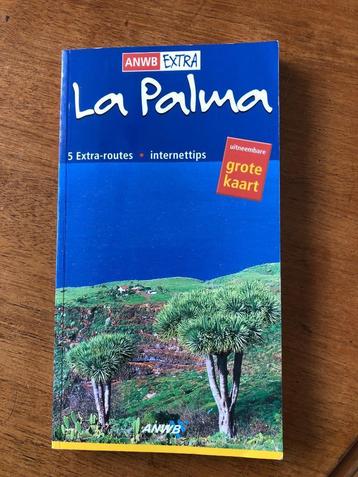 ANWB EXTRA
La Palma
5 Extra-routes • internettips
uitneembare
grote
kaart
ANWB